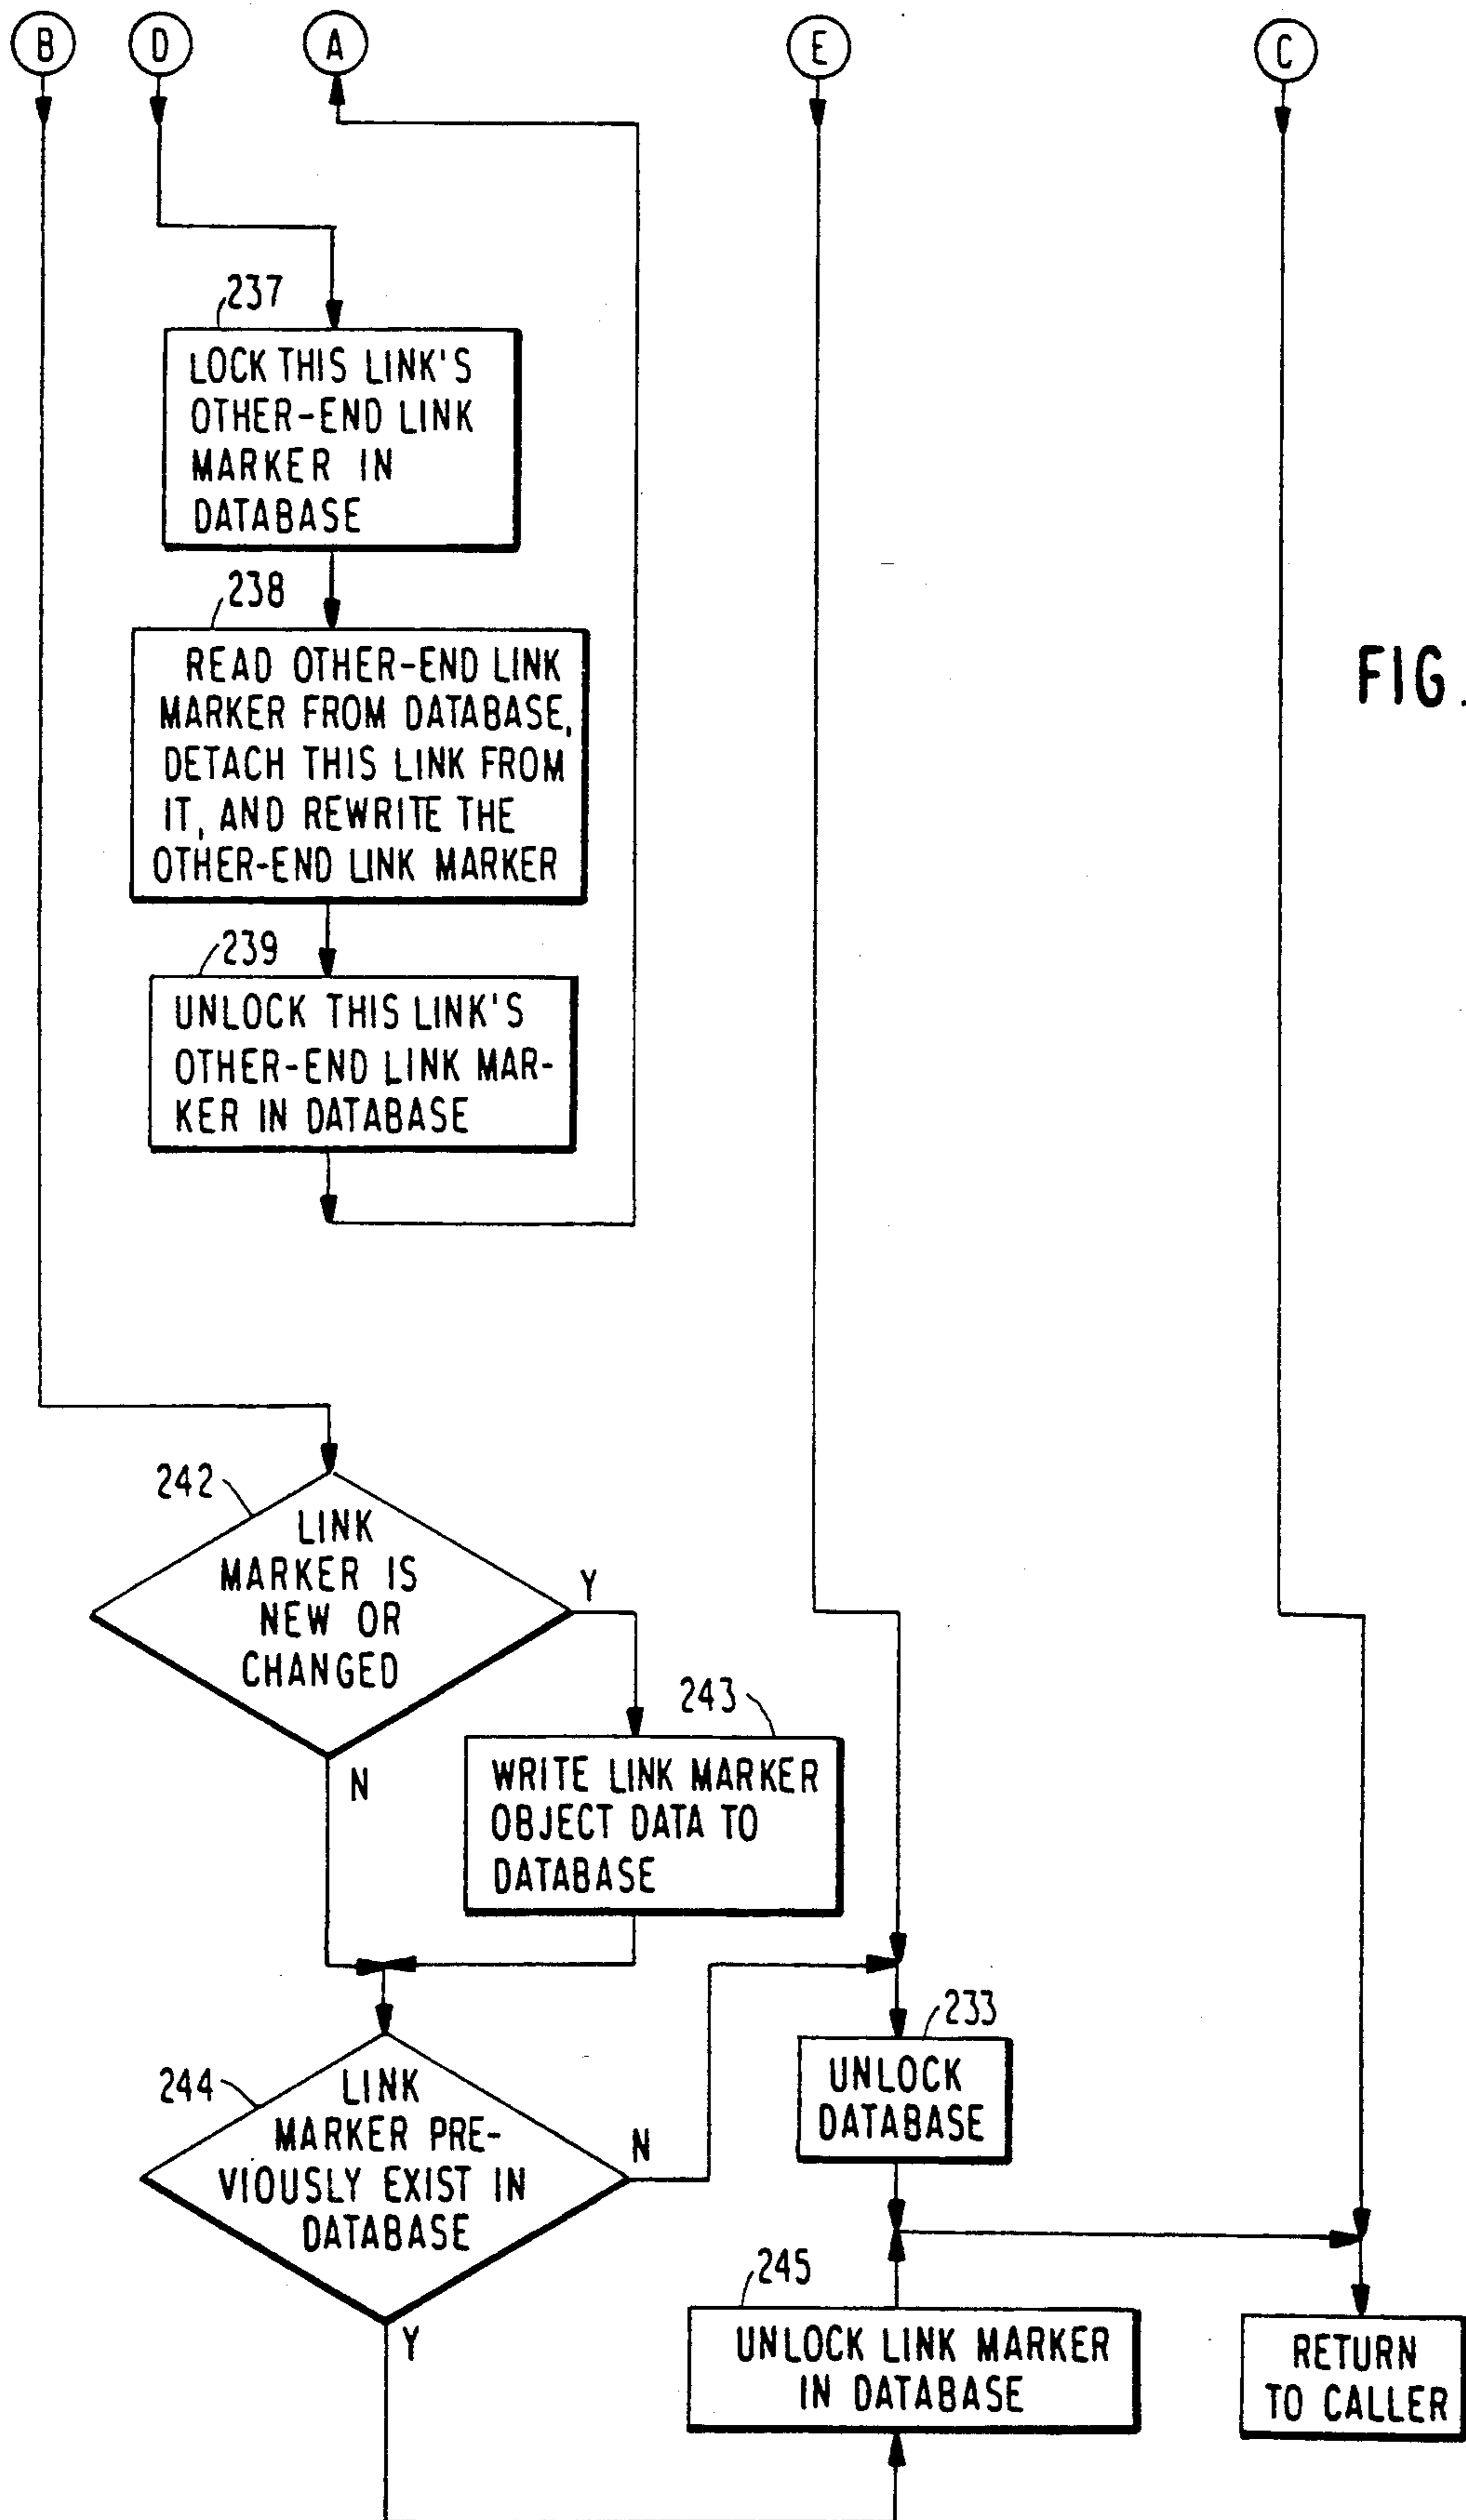 B
D
A
E
C
237
LOCK THIS LINK'S
OTHER-END LINK
MARKER IN
DATABASE
238
READ OTHER-END LINK
MARKER FROM DATABASE,
DETACH THIS LINK FROM
IT, AND REWRITE THE
OTHER-END LINK MARKER
FIG.
239
UNLOCK THIS LINK'S
OTHER-END LINK MAR-
KER IN DATABASE
242
LINK
MARKER IS
NEW OR
CHANGED
Y
N
243
WRITE LINK MARKER
OBJECT DATA TO
DATABASE
244
LINK
MARKER PRE-
VIOUSLY EXIST IN
DATABASE
N
Y
233
UNLOCK
DATABASE
245
UNLOCK LINK MARKER
IN DATABASE
RETURN
TO CALLER